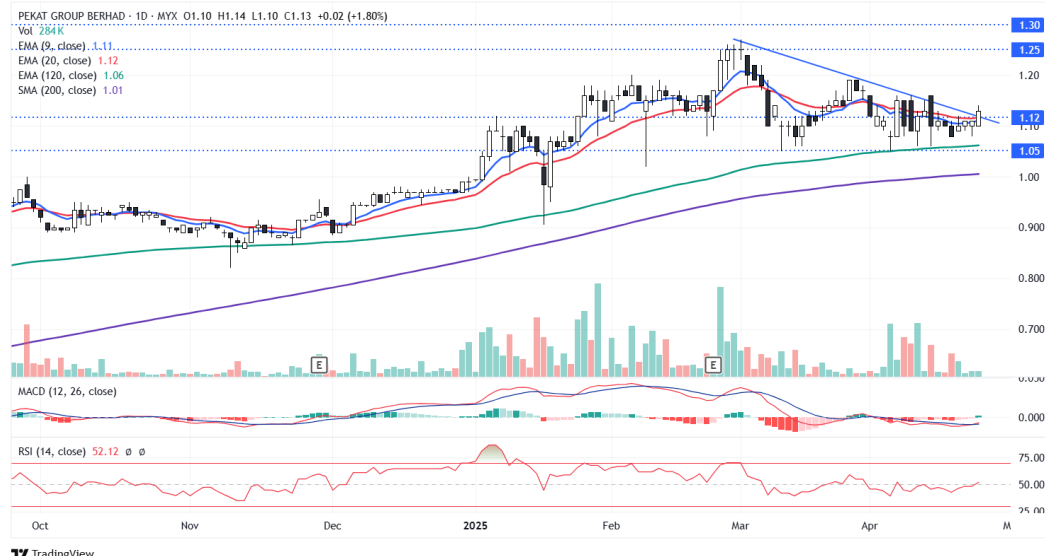 PEKAT GROUP BERHAD · 1D · MYX O1.10 H1.14 L1.10 C1.13 +0.02 (+1.80%)
Vol 284 K
EMA (9, close) 1.11
EMA (20, close) 1.12
EMA (120, close) 1.06
SMA (200, close) 1.01
1.30
1.25
1.20
1.12
1.10
1.05
1.00
0.900
0.800
0.700
E E
0.050
MACD (12, 26, close)
0.000
RSI (14, close) 52.12 ø ø
75.00
50.00
25.00
Oct Nov Dec 2025 Feb Mar Apr M
TradingView